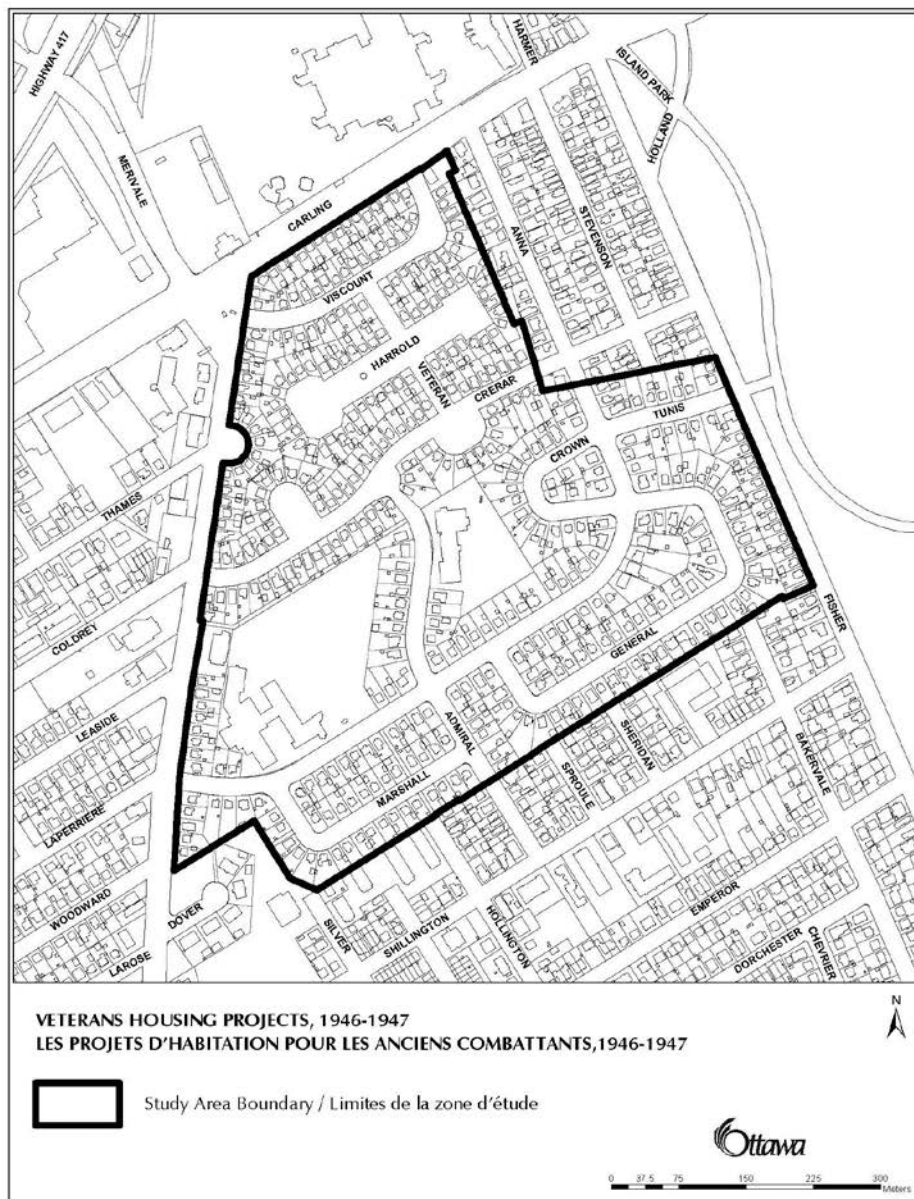 HIGHWAY 417
HARMER
ISLAND PARK
HOLLAND
MERIVALE
CARLING
ANNA
STEVENSON
VISCOUNT
HARROLD
VETERAN
CRERAR
TUNIS
CROWN
THAMES
COLDREY
GENERAL
FISHER
LEASIDE
ADMIRAL
SHERIDAN
MARSHALL
SPROULE
BAKERVALE
LAPERRIERE
WOODWARD
DOVER
EMPEROR
LAROSE
SILVER
SHILLINGTON
HOLLINGTON
DORCHESTER
CHEVRIER
VETERANS HOUSING PROJECTS, 1946-1947
LES PROJETS D'HABITATION POUR LES ANCIENS COMBATTANTS,1946-1947
N
Study Area Boundary / Limites de la zone d'étude
Ottawa
0 37.5 75 150 225 300
Meters